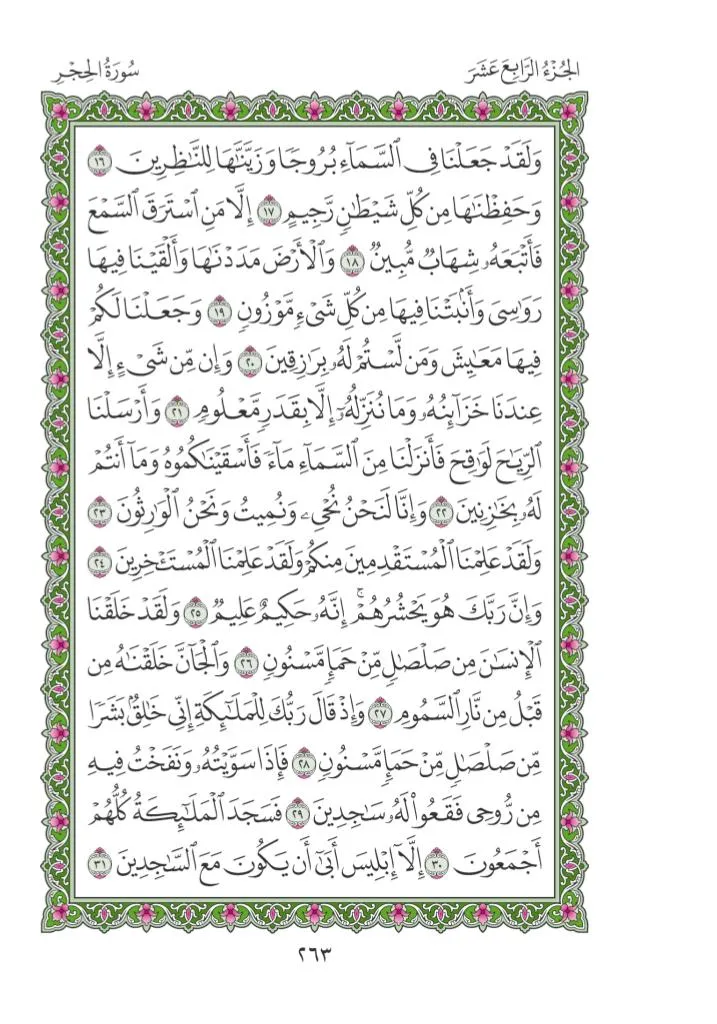 الجُزْءُ الرَّابِعَ عَشَرَ
سُورَةُ الحِجْرِ
وَلَقَدْ جَعَلْنَا فِي ٱلسَّمَآءِ بُرُوجٗا وَزَيَّنَّٰهَا لِلنَّٰظِرِينَ ١٦
وَحَفِظْنَٰهَا مِن كُلِّ شَيْطَٰنٖ رَّجِيمٍ ١٧ إِلَّا مَنِ ٱسْتَرَقَ ٱلسَّمْعَ
فَأَتْبَعَهُۥ شِهَابٞ مُّبِينٞ ١٨ وَٱلْأَرْضَ مَدَدْنَٰهَا وَأَلْقَيْنَا فِيهَا
رَوَٰسِيَ وَأَنۢبَتْنَا فِيهَا مِن كُلِّ شَيْءٖ مَّوْزُونٖ ١٩ وَجَعَلْنَا لَكُمْ
فِيهَا مَعَٰيِشَ وَمَن لَّسْتُمْ لَهُۥ بِرَٰزِقِينَ ٢٠ وَإِن مِّن شَيْءٍ إِلَّا
عِندَنَا خَزَآئِنُهُۥ وَمَا نُنَزِّلُهُۥٓ إِلَّا بِقَدَرٖ مَّعْلُومٖ ٢١ وَأَرْسَلْنَا
ٱلرِّيَٰحَ لَوَٰقِحَ فَأَنزَلْنَا مِنَ ٱلسَّمَآءِ مَآءٗ فَأَسْقَيْنَٰكُمُوهُ وَمَآ أَنتُمْ
لَهُۥ بِخَٰزِنِينَ ٢٢ وَإِنَّا لَنَحْنُ نُحْيِۦ وَنُمِيتُ وَنَحْنُ ٱلْوَٰرِثُونَ ٢٣
وَلَقَدْ عَلِمْنَا ٱلْمُسْتَقْدِمِينَ مِنكُمْ وَلَقَدْ عَلِمْنَا ٱلْمُسْتَـْٔخِرِينَ ٢٤
وَإِنَّ رَبَّكَ هُوَ يَحْشُرُهُمْۚ إِنَّهُۥ حَكِيمٌ عَلِيمٞ ٢٥ وَلَقَدْ خَلَقْنَا
ٱلْإِنسَٰنَ مِن صَلْصَٰلٖ مِّنْ حَمَإٖ مَّسْنُونٖ ٢٦ وَٱلْجَآنَّ خَلَقْنَٰهُ مِن
قَبْلُ مِن نَّارِ ٱلسَّمُومِ ٢٧ وَإِذْ قَالَ رَبُّكَ لِلْمَلَٰٓئِكَةِ إِنِّي خَٰلِقُۢ بَشَرٗا
مِّن صَلْصَٰلٖ مِّنْ حَمَإٖ مَّسْنُونٖ ٢٨ فَإِذَا سَوَّيْتُهُۥ وَنَفَخْتُ فِيهِ
مِن رُّوحِي فَقَعُوا۟ لَهُۥ سَٰجِدِينَ ٢٩ فَسَجَدَ ٱلْمَلَٰٓئِكَةُ كُلُّهُمْ
أَجْمَعُونَ ٣٠ إِلَّآ إِبْلِيسَ أَبَىٰٓ أَن يَكُونَ مَعَ ٱلسَّٰجِدِينَ ٣١
٢٦٣